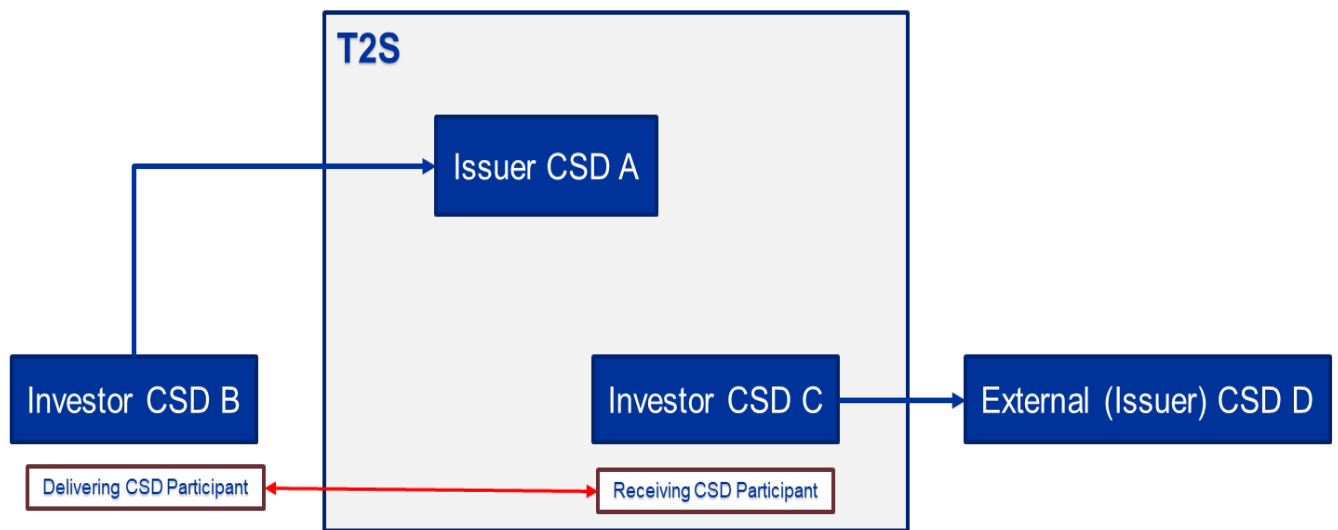 T2S
Issuer CSD A
Investor CSD B
Investor CSD C
External (Issuer) CSD D
Delivering CSD Participant
Receiving CSD Participant